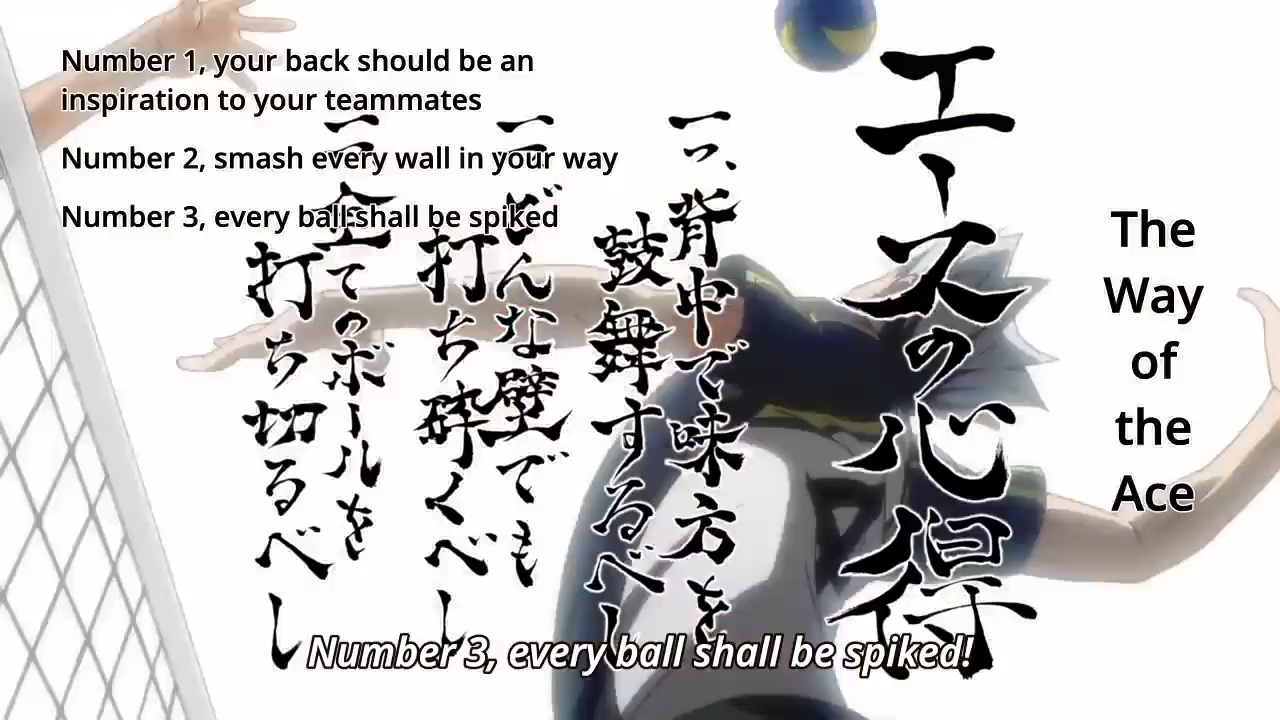 Number 1, your back should be an
inspiration to your teammates
Number 2, smash every wall in your way
Number 3, every ball shall be spiked
エースの心得
一つ、背中で味方を
鼓舞するべし
二つ、どんな壁でも
打ち砕くべし
全てのボールを
打ち切るべし
The
Way
of
the
Ace
Number 3, every ball shall be spiked!